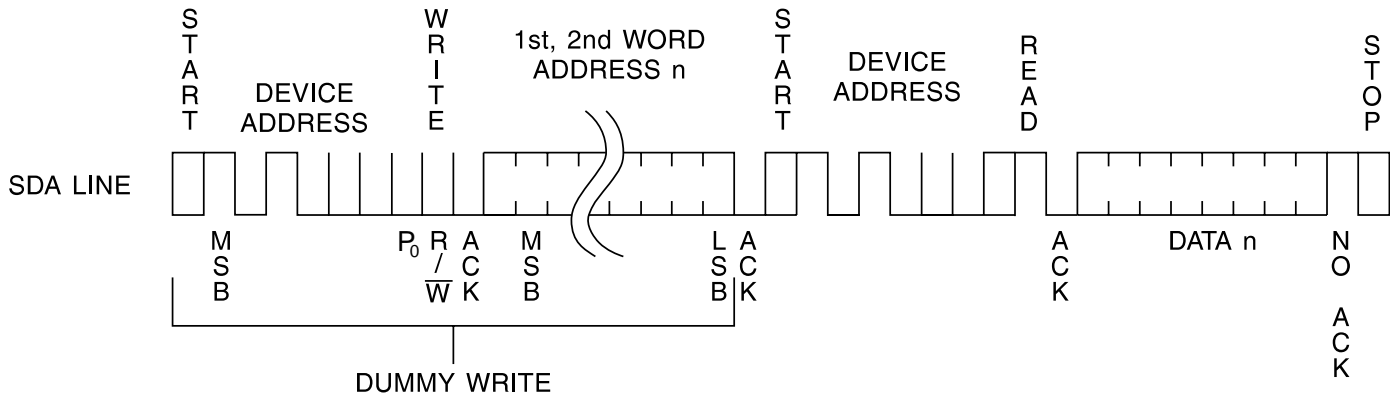 START
WRITE
1st, 2nd WORD
ADDRESS n
START
READ
STOP
DEVICE
ADDRESS
DEVICE
ADDRESS
SDA LINE
MSB
P0
R/W
ACK
MSB
LSB
ACK
ACK
DATA n
NO ACK
DUMMY WRITE